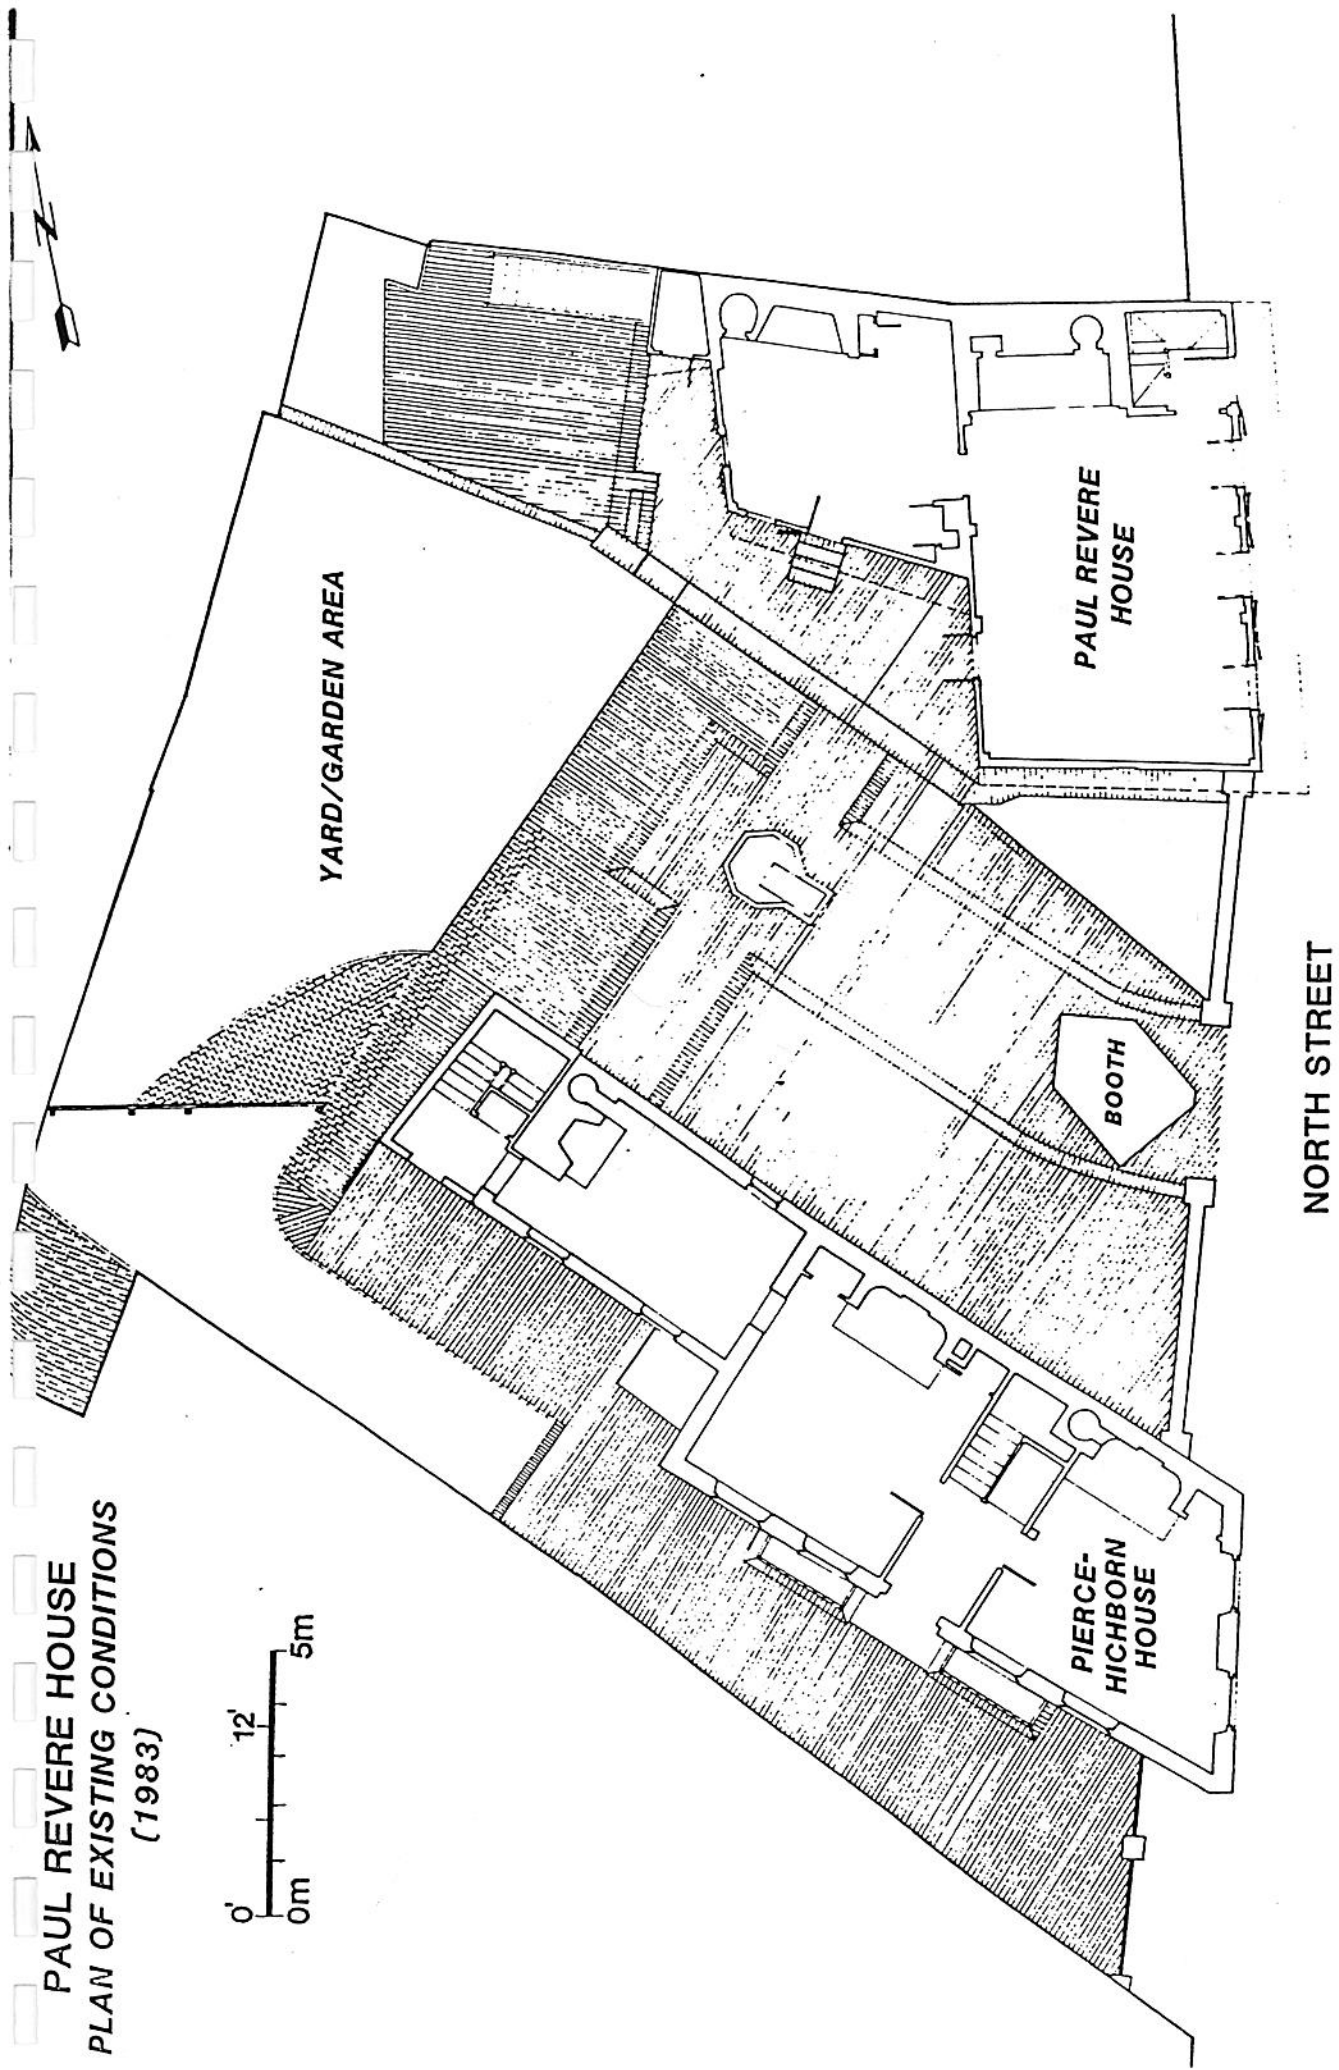 PAUL REVERE HOUSE
PLAN OF EXISTING CONDITIONS
(1983)
0' 12'
0m 5m
N
YARD/GARDEN AREA
PAUL REVERE
HOUSE
BOOTH
PIERCE-
HICHBORN
HOUSE
NORTH STREET